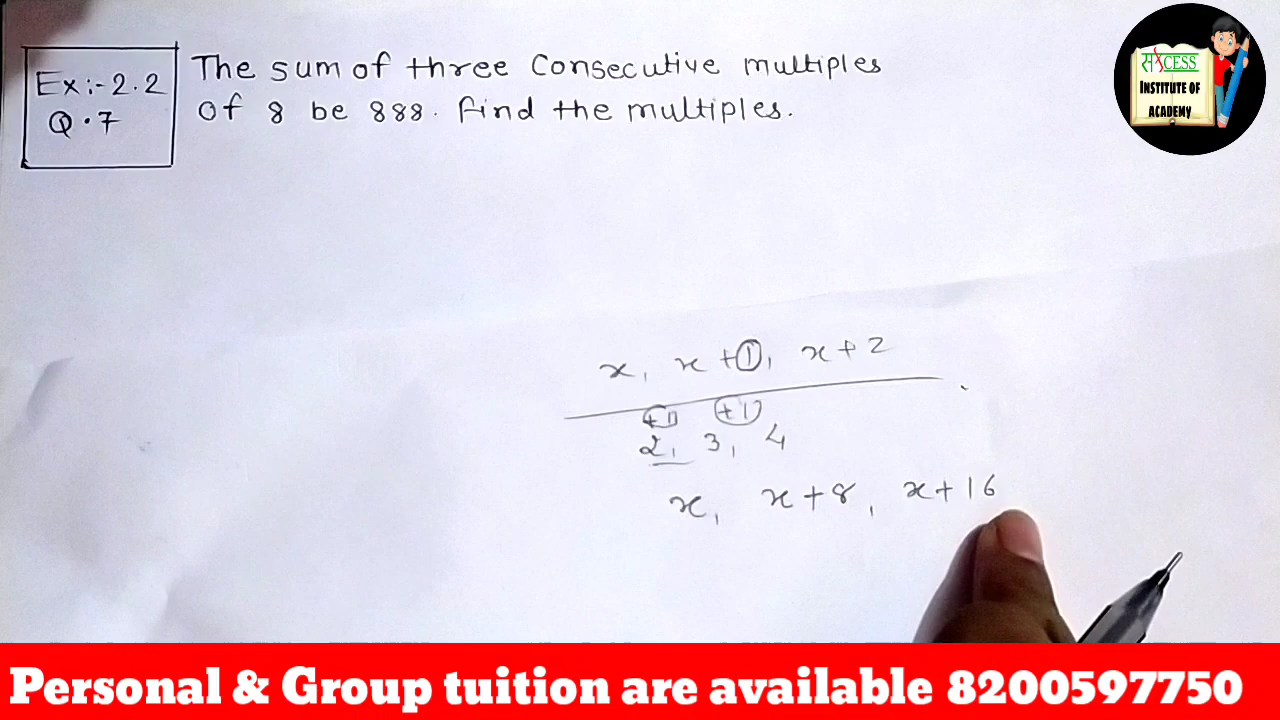 Ex:-2.2
Q.7
The sum of three consecutive multiples
of 8 be 888. find the multiples.
સxCESS
INSTITUTE OF
ACADEMY
x, x+1, x+2
+1 +1
2, 3, 4
x, x+8, x+16
Personal & Group tuition are available 8200597750